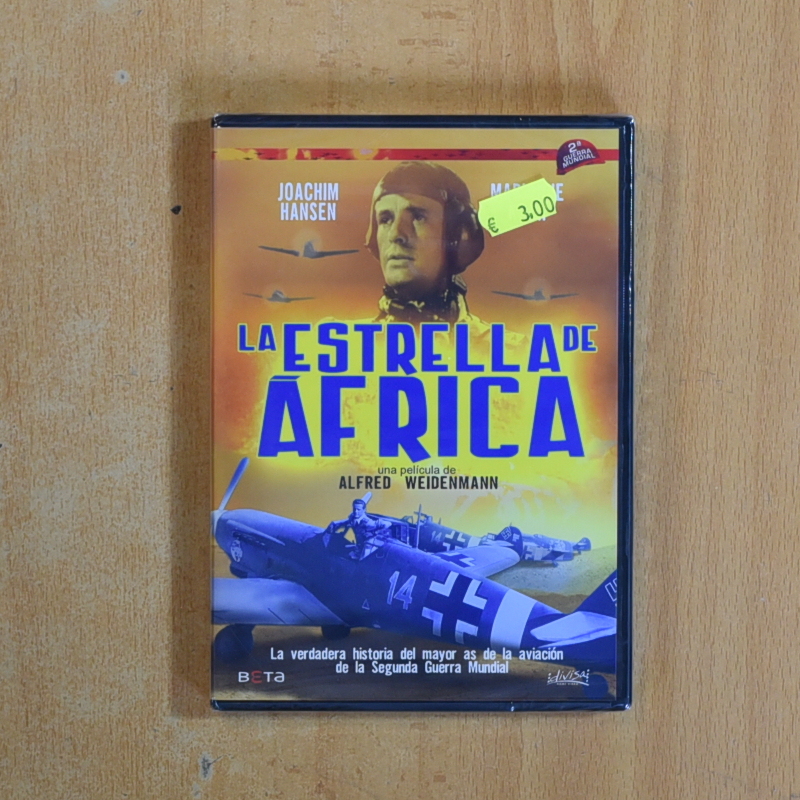 2ª
GUERRA
MUNDIAL
JOACHIM
HANSEN
€ 3.00
LA ESTRELLA DE
ÁFRICA
una película de
ALFRED WEIDENMANN
14
La verdadera historia del mayor as de la aviación
de la Segunda Guerra Mundial
BETA
divisa